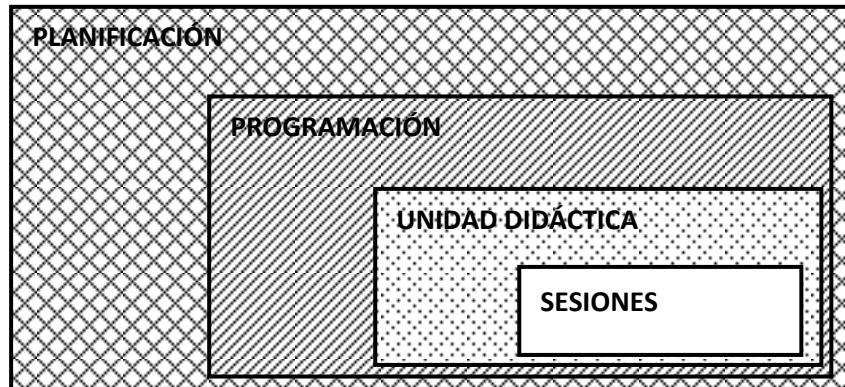 PLANIFICACIÓN
PROGRAMACIÓN
UNIDAD DIDÁCTICA
SESIONES